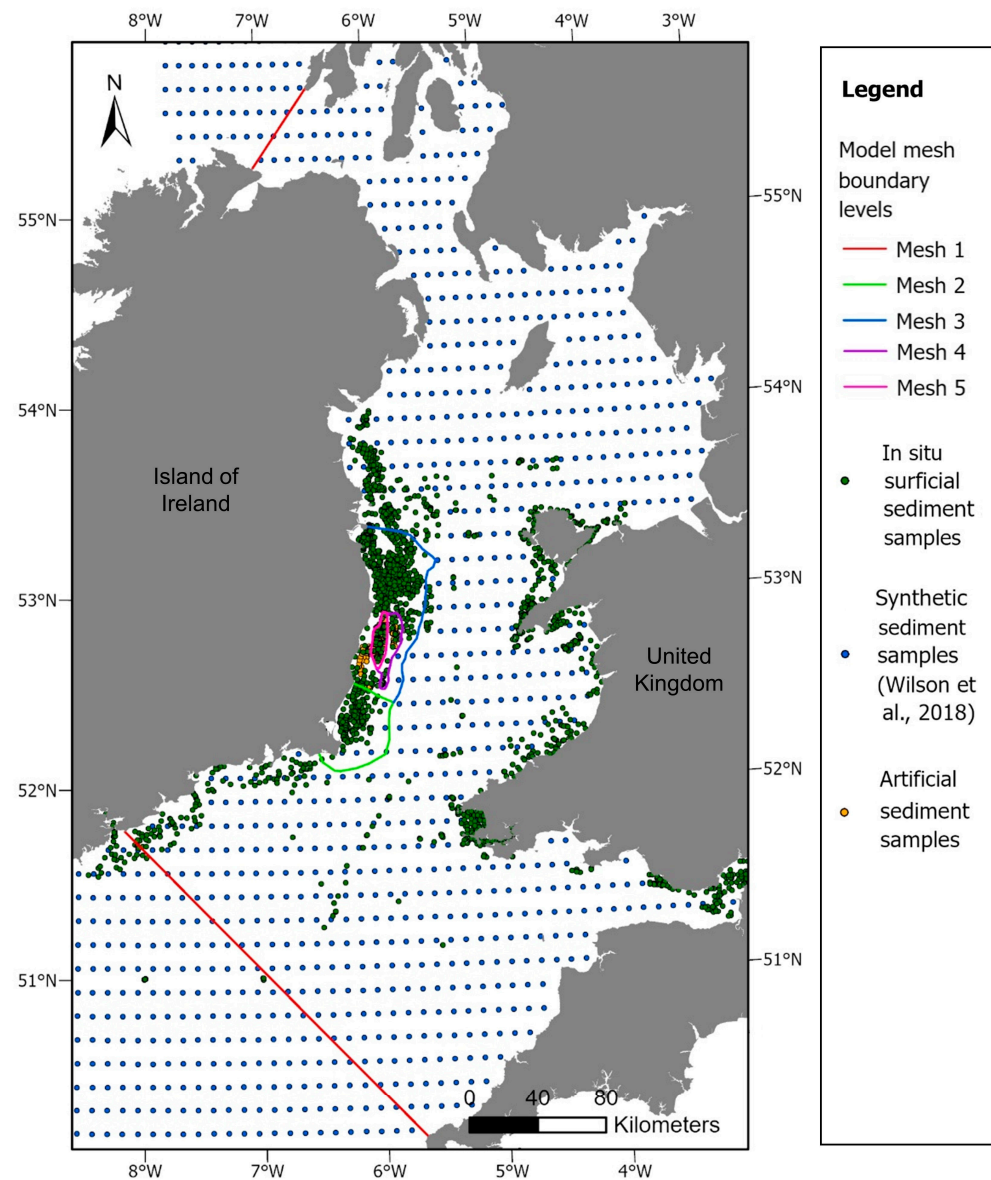 8°W 7°W 6°W 5°W 4°W 3°W
N
55°N
54°N
53°N
52°N
51°N
55°N
54°N
53°N
52°N
51°N
Island of
Ireland
United
Kingdom
0 40 80
Kilometers
8°W 7°W 6°W 5°W 4°W
Legend
Model mesh
boundary
levels
Mesh 1
Mesh 2
Mesh 3
Mesh 4
Mesh 5
In situ
surficial
sediment
samples
Synthetic
sediment
samples
(Wilson et
al., 2018)
Artificial
sediment
samples